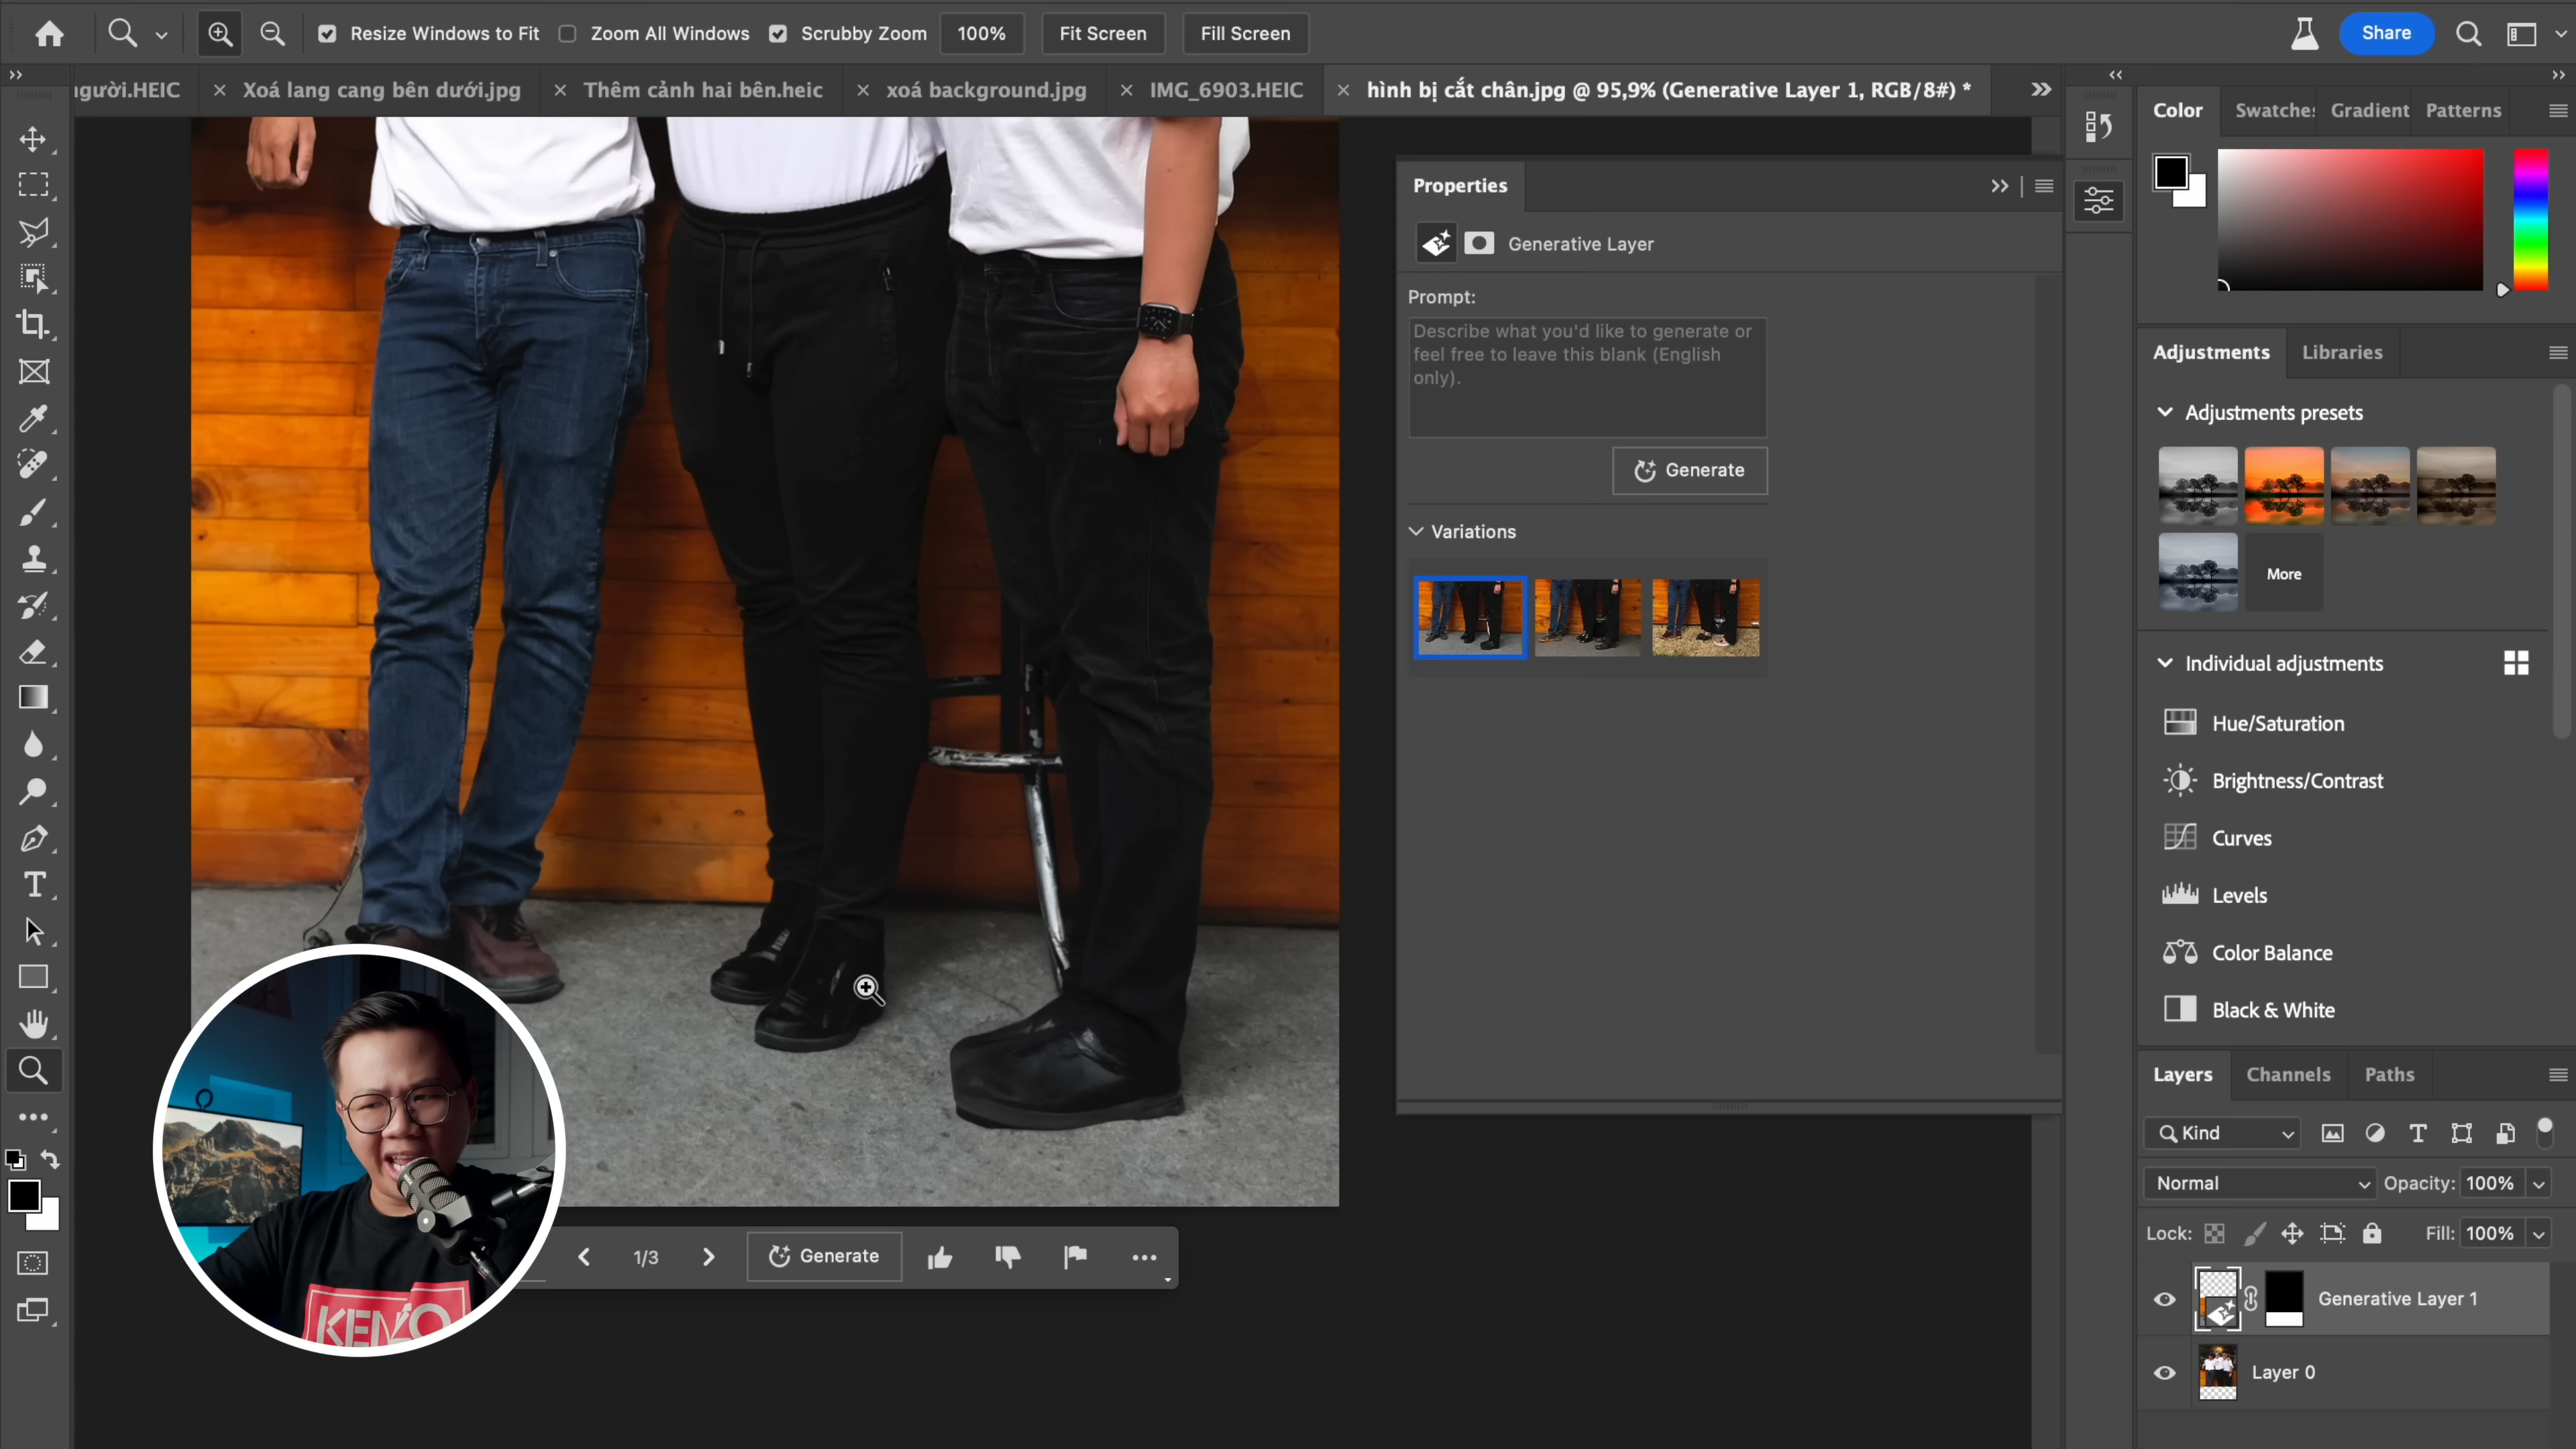 Resize Windows to Fit Zoom All Windows Scrubby Zoom 100% Fit Screen Fill Screen Share
gười.HEIC Xoá lang cang bên dưới.jpg Thêm cảnh hai bên.heic xoá background.jpg IMG_6903.HEIC hình bị cắt chân.jpg @ 95,9% (Generative Layer 1, RGB/8#) *
Properties
Generative Layer
Prompt:
Describe what you'd like to generate or
feel free to leave this blank (English
only).
Generate
Variations
Color Swatches Gradient Patterns
Adjustments Libraries
Adjustments presets
More
Individual adjustments
Hue/Saturation
Brightness/Contrast
Curves
Levels
Color Balance
Black & White
Layers Channels Paths
Kind
Normal Opacity: 100%
Lock: Fill: 100%
Generative Layer 1
Layer 0
1/3 Generate
KENZO